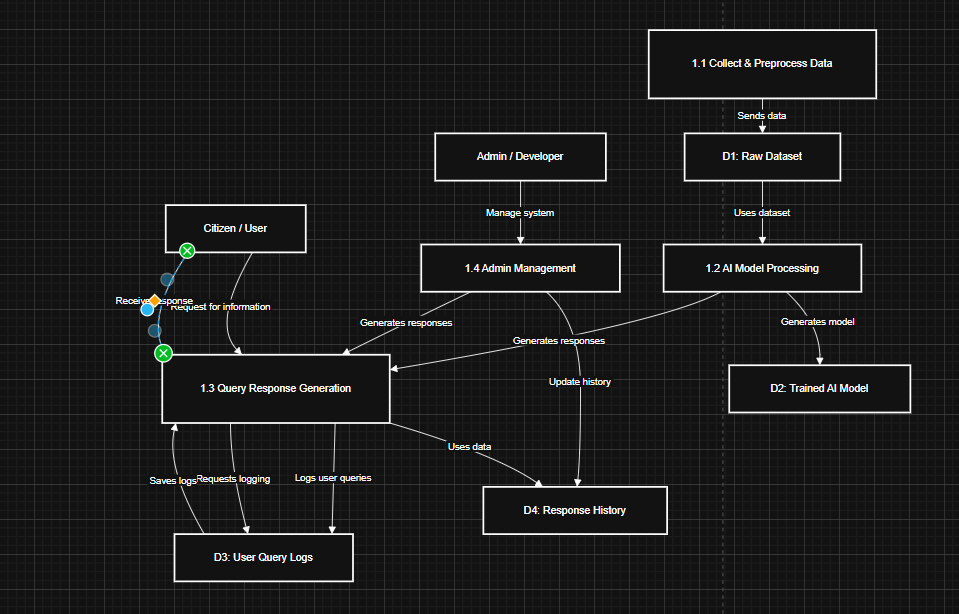 1.1 Collect & Preprocess Data
Sends data
Admin / Developer
D1: Raw Dataset
Manage system
Uses dataset
Citizen / User
1.4 Admin Management
1.2 AI Model Processing
Receive response
Request for information
Generates responses
Generates model
Generates responses
1.3 Query Response Generation
Update history
D2: Trained AI Model
Uses data
Saves logs
Requests logging
Logs user queries
D4: Response History
D3: User Query Logs